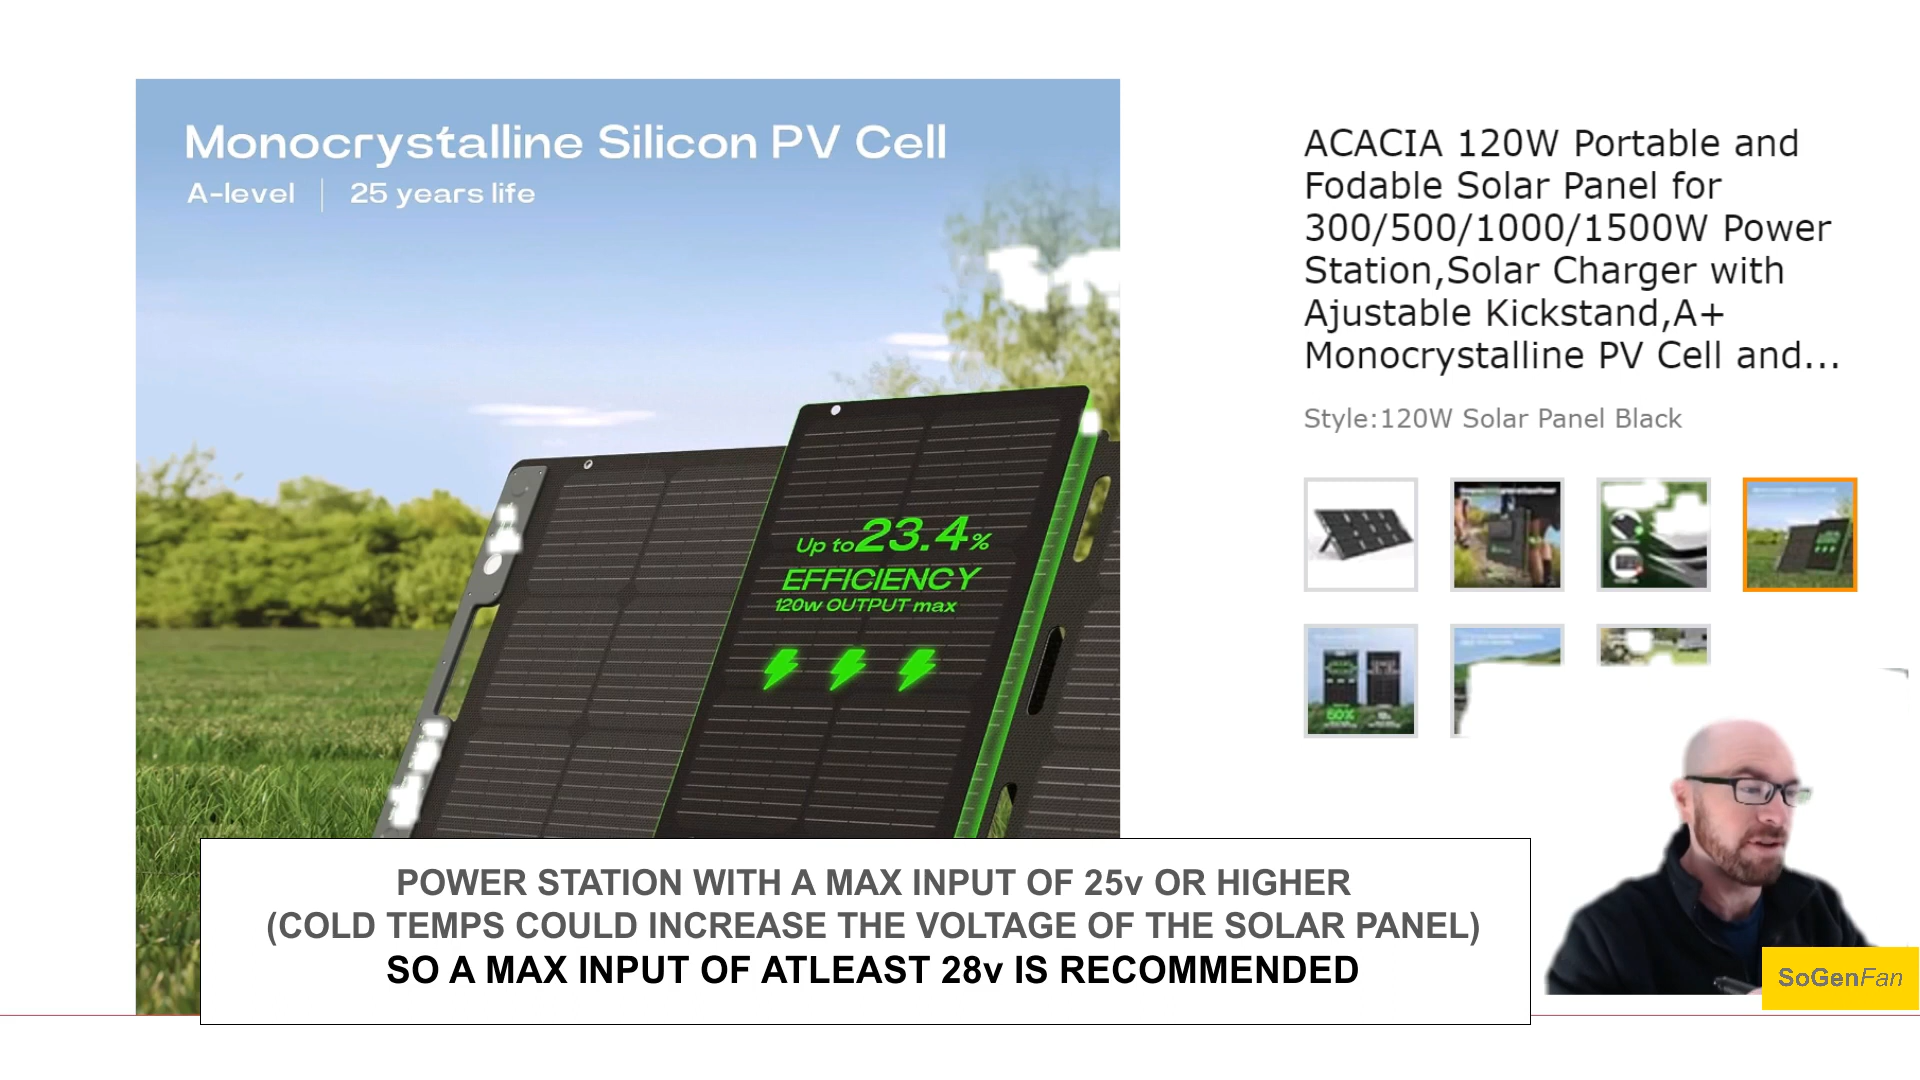 Monocrystalline Silicon PV Cell
A-level | 25 years life
Up to 23.4%
EFFICIENCY
120w OUTPUT max
ACACIA 120W Portable and
Fodable Solar Panel for
300/500/1000/1500W Power
Station,Solar Charger with
Ajustable Kickstand,A+
Monocrystalline PV Cell and...
Style:120W Solar Panel Black
50%
POWER STATION WITH A MAX INPUT OF 25v OR HIGHER
(COLD TEMPS COULD INCREASE THE VOLTAGE OF THE SOLAR PANEL)
SO A MAX INPUT OF ATLEAST 28v IS RECOMMENDED
SoGenFan